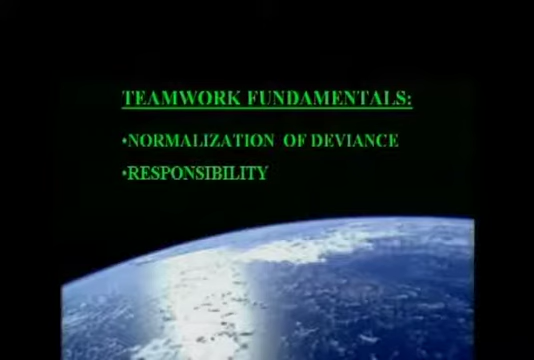 TEAMWORK FUNDAMENTALS:
•NORMALIZATION OF DEVIANCE
•RESPONSIBILITY